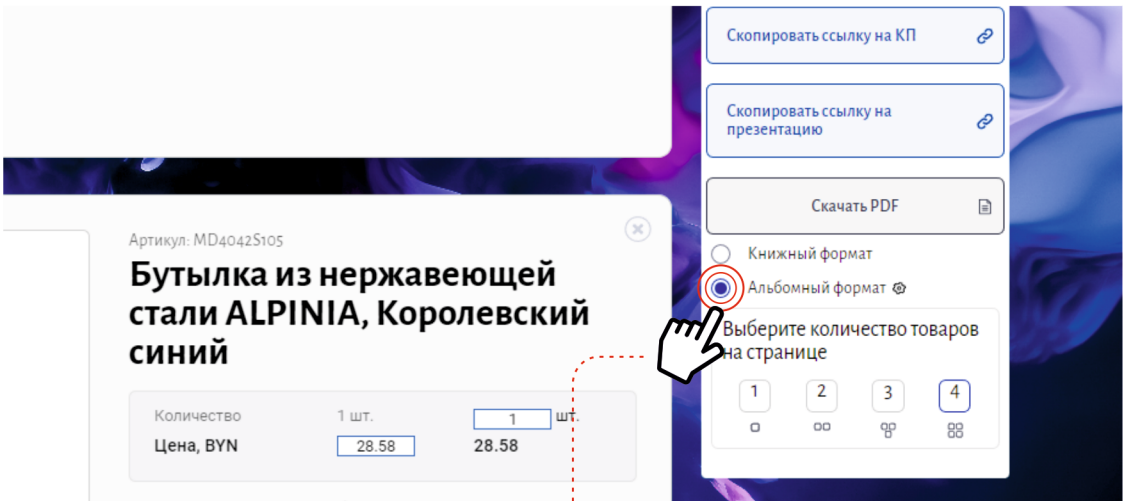 Скопировать ссылку на КП
Скопировать ссылку на
презентацию
Скачать PDF
Книжный формат
Альбомный формат
Выберите количество товаров
на странице
1 2 3 4
Артикул: MD4042S105
Бутылка из нержавеющей
стали ALPINIA, Королевский
синий
Количество 1 шт. 1 шт.
Цена, BYN 28.58 28.58